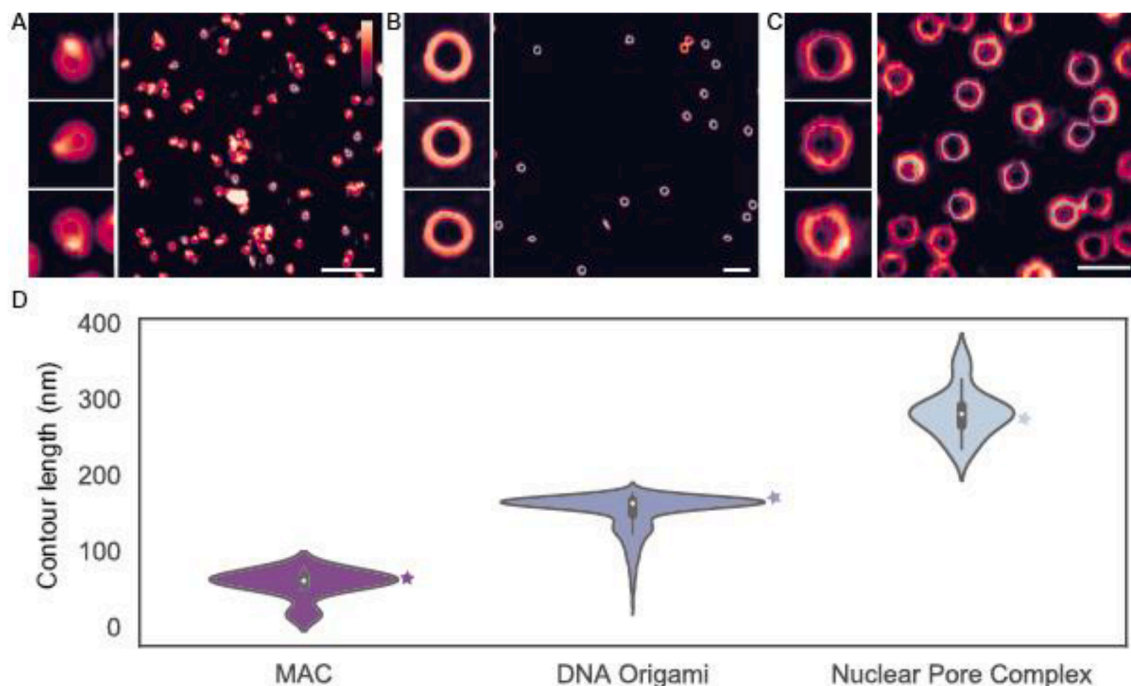 A
B
C
D
400
300
200
100
0
Contour length (nm)
MAC
DNA Origami
Nuclear Pore Complex